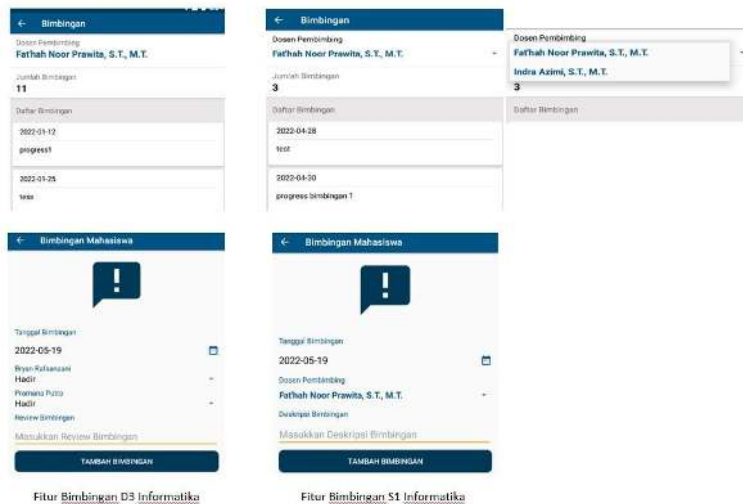 ← Bimbingan
Dosen Pembimbing
Fat'hah Noor Prawita, S.T., M.T.
Jumlah Bimbingan
11
Daftar Bimbingan
2022-01-12
progress1
2022-01-25
tess
← Bimbingan
Dosen Pembimbing
Fat'hah Noor Prawita, S.T., M.T.
Jumlah Bimbingan
3
Daftar Bimbingan
2022-04-28
test
2022-04-30
progress bimbingan 1
Dosen Pembimbing
Fat'hah Noor Prawita, S.T., M.T.
Indra Azimi, S.T., M.T.
3
Daftar Bimbingan
← Bimbingan Mahasiswa
Tanggal Bimbingan
2022-05-19
Bryan Rafsanzani
Hadir
Pramana Putra
Hadir
Review Bimbingan
Masukkan Review Bimbingan
TAMBAH BIMBINGAN
Fitur Bimbingan D3 Informatika
← Bimbingan Mahasiswa
Tanggal Bimbingan
2022-05-19
Dosen Pembimbing
Fat'hah Noor Prawita, S.T., M.T.
Deskripsi Bimbingan
Masukkan Deskripsi Bimbingan
TAMBAH BIMBINGAN
Fitur Bimbingan S1 Informatika